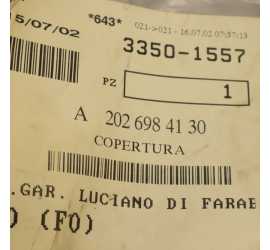 5/07/02 *643* 021->021 - 16.07.02 07:37:13
3350-1557
PZ 1
A 202 698 41 30
COPERTURA
.GAR. LUCIANO DI FARAB
) (FO)